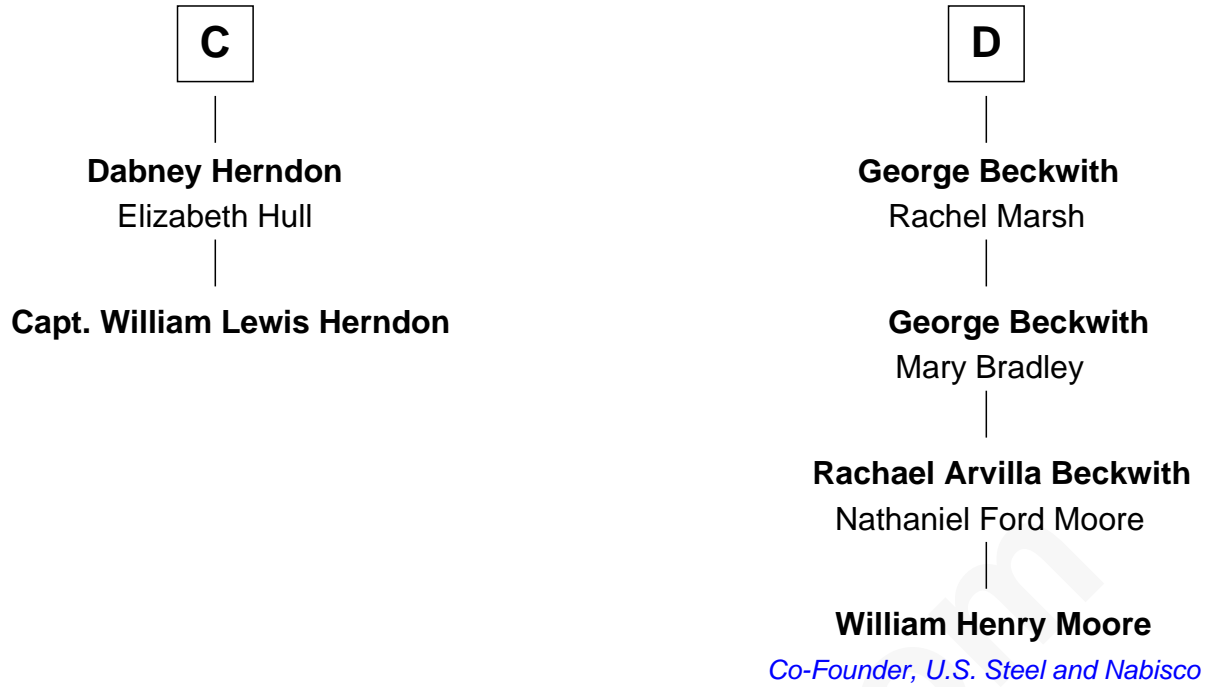 C
Dabney Herndon
Elizabeth Hull
Capt. William Lewis Herndon
D
George Beckwith
Rachel Marsh
George Beckwith
Mary Bradley
Rachael Arvilla Beckwith
Nathaniel Ford Moore
William Henry Moore
Co-Founder, U.S. Steel and Nabisco